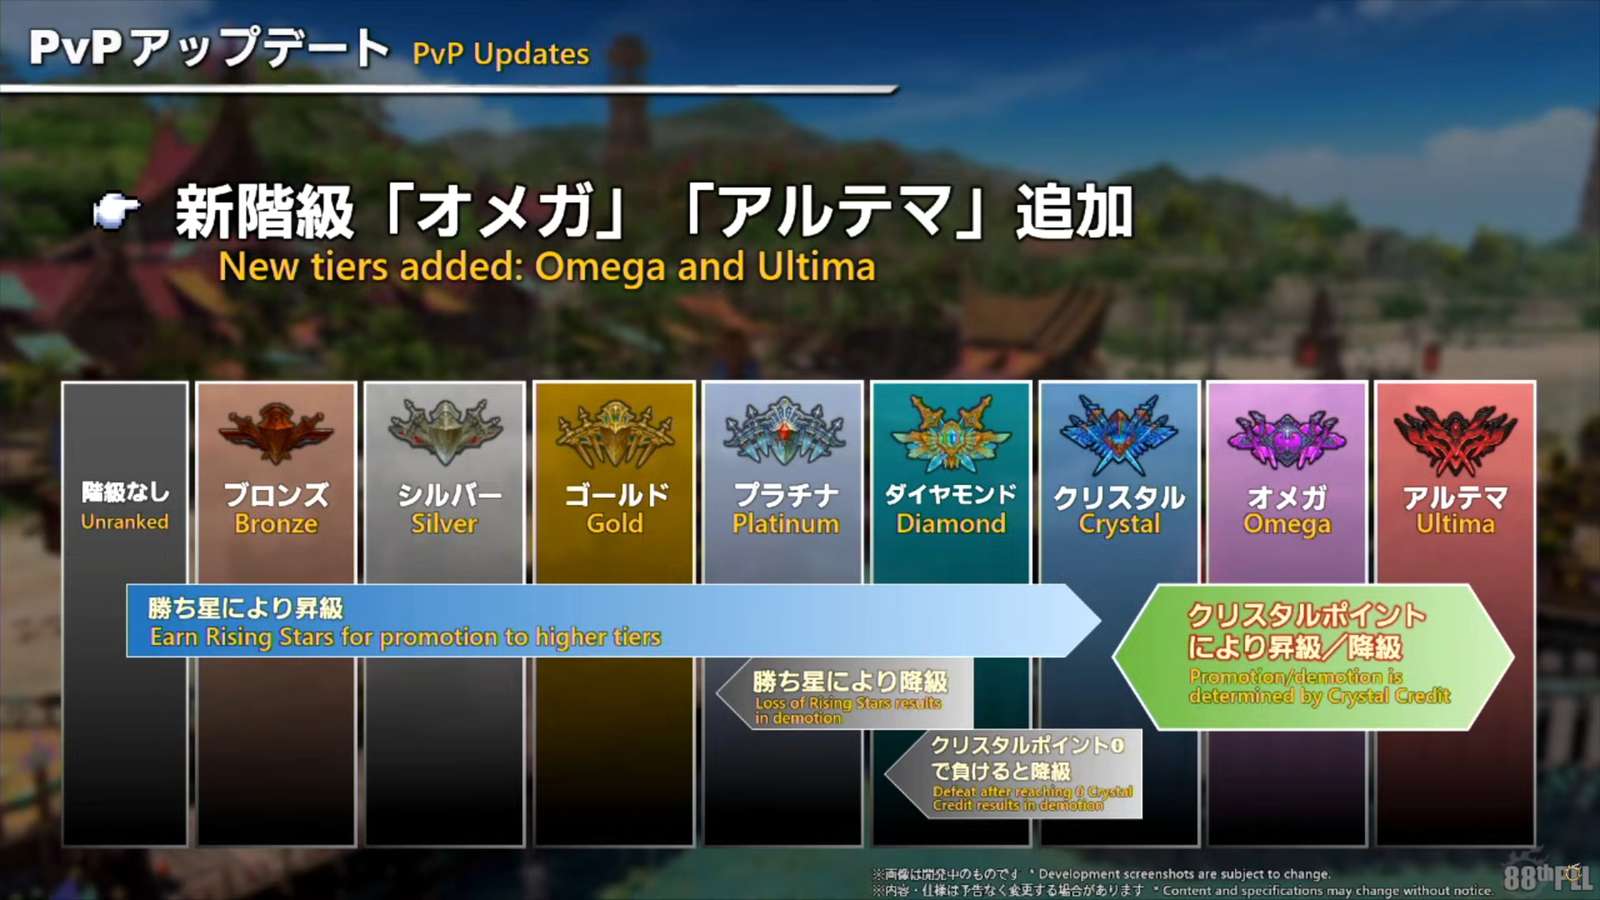 PvPアップデート PvP Updates
新階級「オメガ」「アルテマ」追加
New tiers added: Omega and Ultima
階級なし
Unranked
ブロンズ
Bronze
シルバー
Silver
ゴールド
Gold
プラチナ
Platinum
ダイヤモンド
Diamond
クリスタル
Crystal
オメガ
Omega
アルテマ
Ultima
勝ち星により昇級
Earn Rising Stars for promotion to higher tiers
クリスタルポイント
により昇級／降級
Promotion/demotion is
determined by Crystal Credit
勝ち星により降級
Loss of Rising Stars results
in demotion
クリスタルポイント0
で負けると降級
Defeat after reaching 0 Crystal
Credit results in demotion
※画像は開発中のものです * Development screenshots are subject to change.
※内容・仕様は予告なく変更する場合があります * Content and specifications may change without notice.
88thPLL